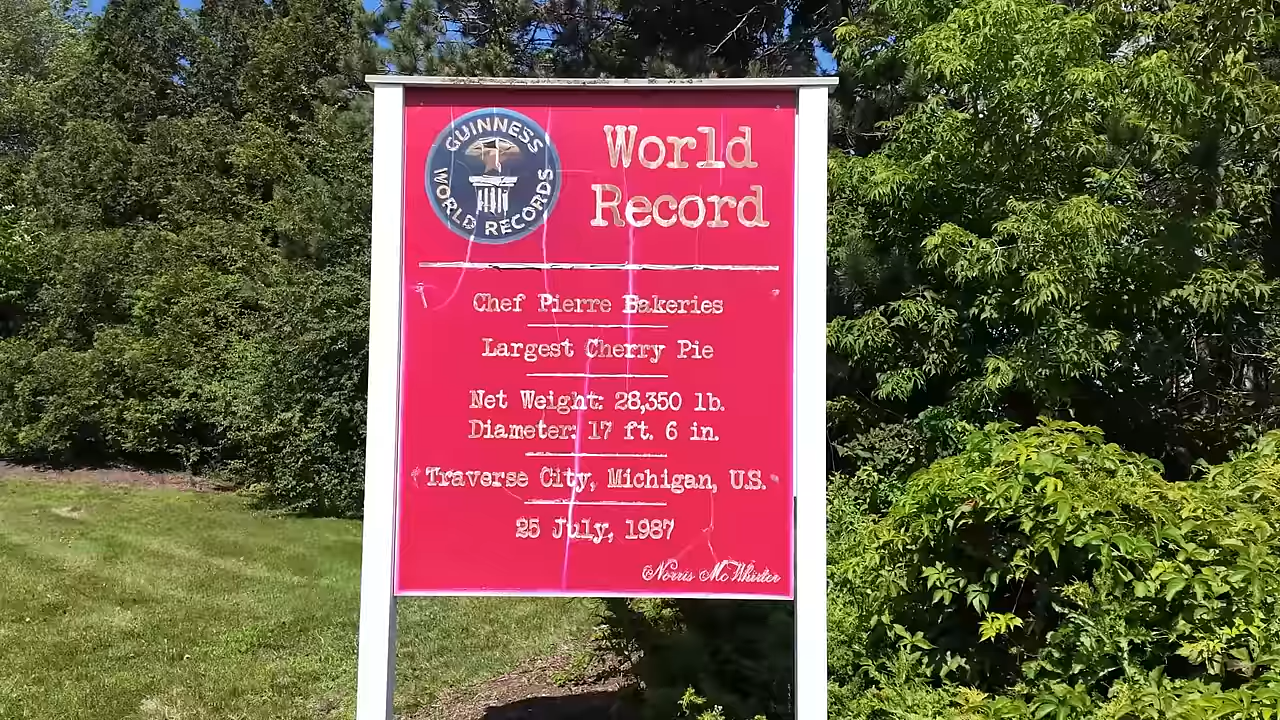 GUINNESS
WORLD RECORDS
World
Record
Chef Pierre Bakeries
Largest Cherry Pie
Net Weight: 28,350 lb.
Diameter: 17 ft. 6 in.
Traverse City, Michigan, U.S.
25 July, 1987
Norris McWhirter